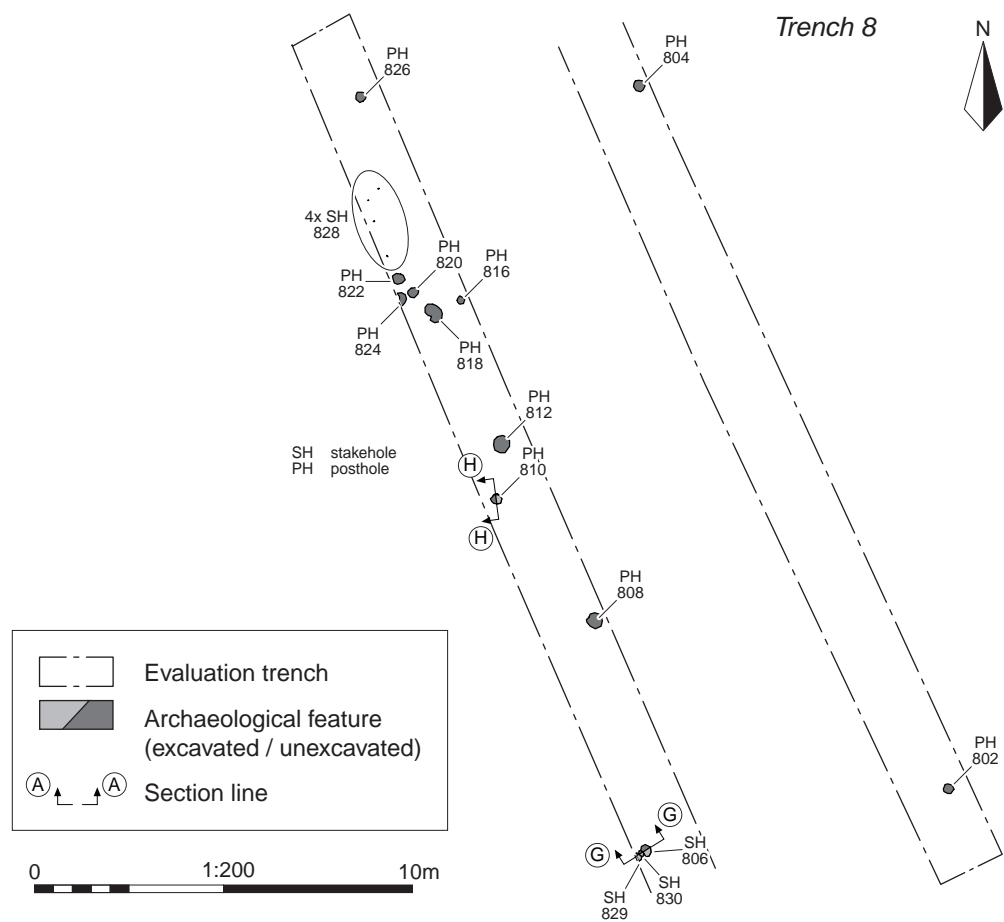 Trench 8
N
PH
804
PH
826
4x SH
828
PH
820
PH
816
PH
822
PH
824
PH
818
PH
812
SH stakehole
PH posthole
H
PH
810
H
PH
808
PH
802
G
G
SH
806
SH
830
SH
829
Evaluation trench
Archaeological feature
(excavated / unexcavated)
A A Section line
0 1:200 10m